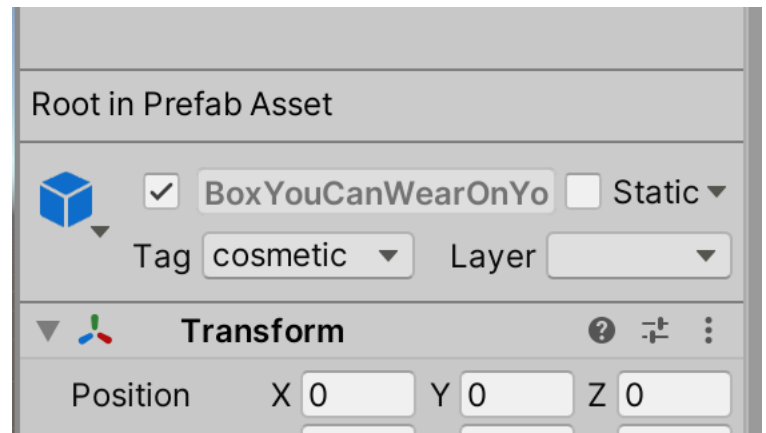 Root in Prefab Asset
BoxYouCanWearOnYo Static
Tag cosmetic Layer
Transform
Position X 0 Y 0 Z 0